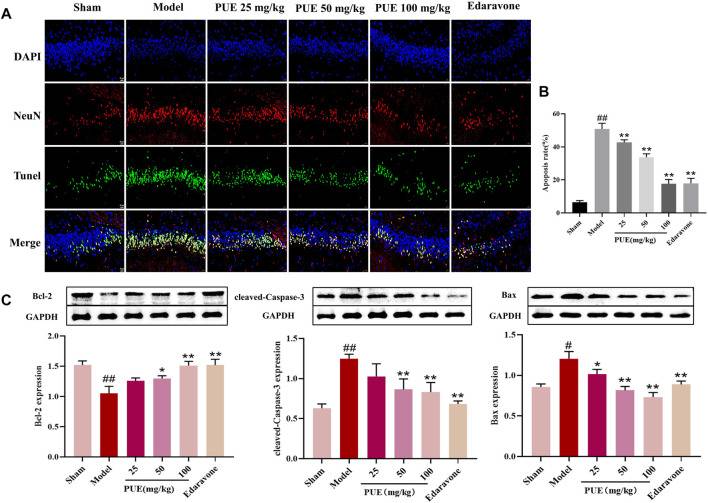 A
Sham Model PUE 25 mg/kg PUE 50 mg/kg PUE 100 mg/kg Edaravone
DAPI
NeuN
Tunel
Merge
B
Apoposis rate(%)
60
40
20
0
##
**
**
**
**
Sham Model 25 50 100 Edaravone
PUE(mg/kg)
C
Bcl-2
GAPDH
Bcl-2 expression
2.0
1.5
1.0
0.5
0.0
##
*
**
**
Sham Model 25 50 100 Edaravone
PUE(mg/kg)
cleaved-Caspase-3
GAPDH
cleaved-Caspase-3 expression
1.5
1.0
0.5
0.0
##
**
**
**
Sham Model 25 50 100 Edaravone
PUE(mg/kg)
Bax
GAPDH
Bax expression
1.5
1.0
0.5
0.0
#
*
**
**
**
Sham Model 25 50 100 Edaravone
PUE(mg/kg)